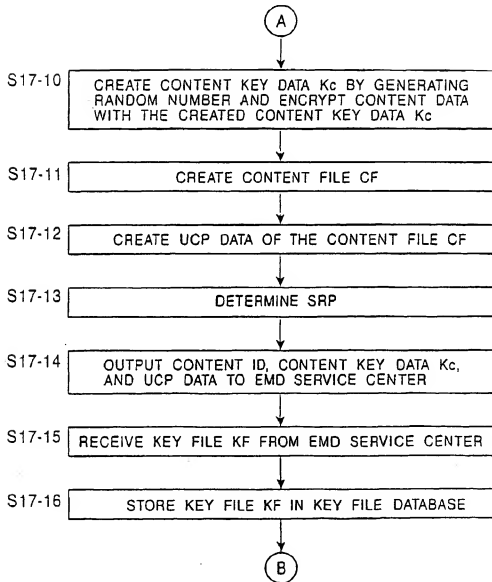 A
S17-10
CREATE CONTENT KEY DATA Kc BY GENERATING
RANDOM NUMBER AND ENCRYPT CONTENT DATA
WITH THE CREATED CONTENT KEY DATA Kc
S17-11
CREATE CONTENT FILE CF
S17-12
CREATE UCP DATA OF THE CONTENT FILE CF
S17-13
DETERMINE SRP
S17-14
OUTPUT CONTENT ID, CONTENT KEY DATA Kc,
AND UCP DATA TO EMD SERVICE CENTER
S17-15
RECEIVE KEY FILE KF FROM EMD SERVICE CENTER
S17-16
STORE KEY FILE KF IN KEY FILE DATABASE
B